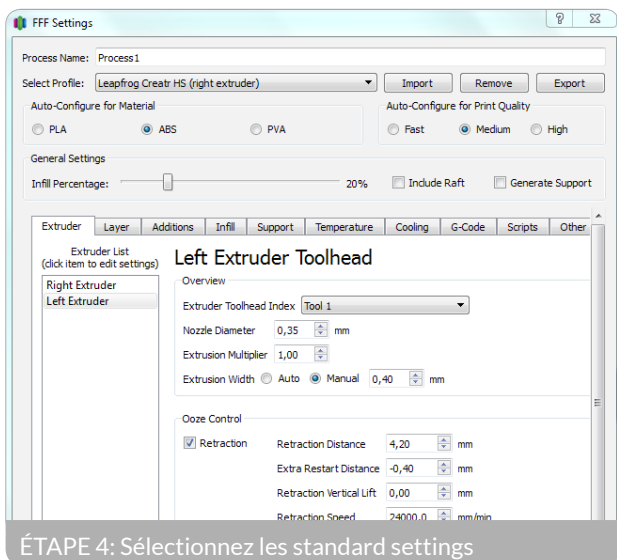 FFF Settings
Process Name: Process1
Select Profile: Leapfrog Creatr HS (right extruder) Import Remove Export
Auto-Configure for Material Auto-Configure for Print Quality
PLA ABS PVA Fast Medium High
General Settings
Infill Percentage: 20% Include Raft Generate Support
Extruder Layer Additions Infill Support Temperature Cooling G-Code Scripts Other
Extruder List
(click item to edit settings)
Right Extruder
Left Extruder
Left Extruder Toolhead
Overview
Extruder Toolhead Index Tool 1
Nozzle Diameter 0,35 mm
Extrusion Multiplier 1,00
Extrusion Width Auto Manual 0,40 mm
Ooze Control
Retraction Retraction Distance 4,20 mm
Extra Restart Distance -0,40 mm
Retraction Vertical Lift 0,00 mm
Retraction Speed 24000,0 mm/min
ÉTAPE 4: Sélectionnez les standard settings